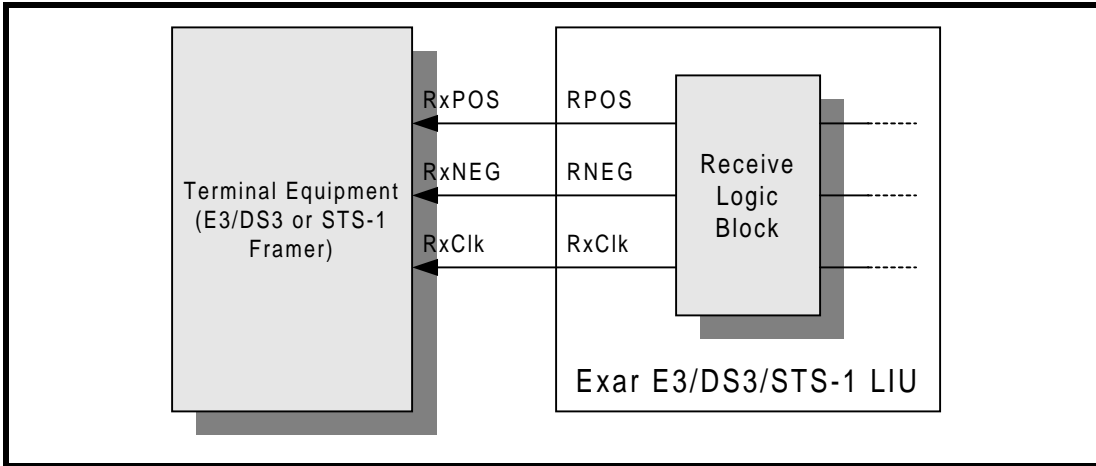 RxPOS
RPOS
RxNEG
RNEG
RxClk
RxClk
Terminal Equipment
(E3/DS3 or STS-1
Framer)
Receive
Logic
Block
Exar E3/DS3/STS-1 LIU